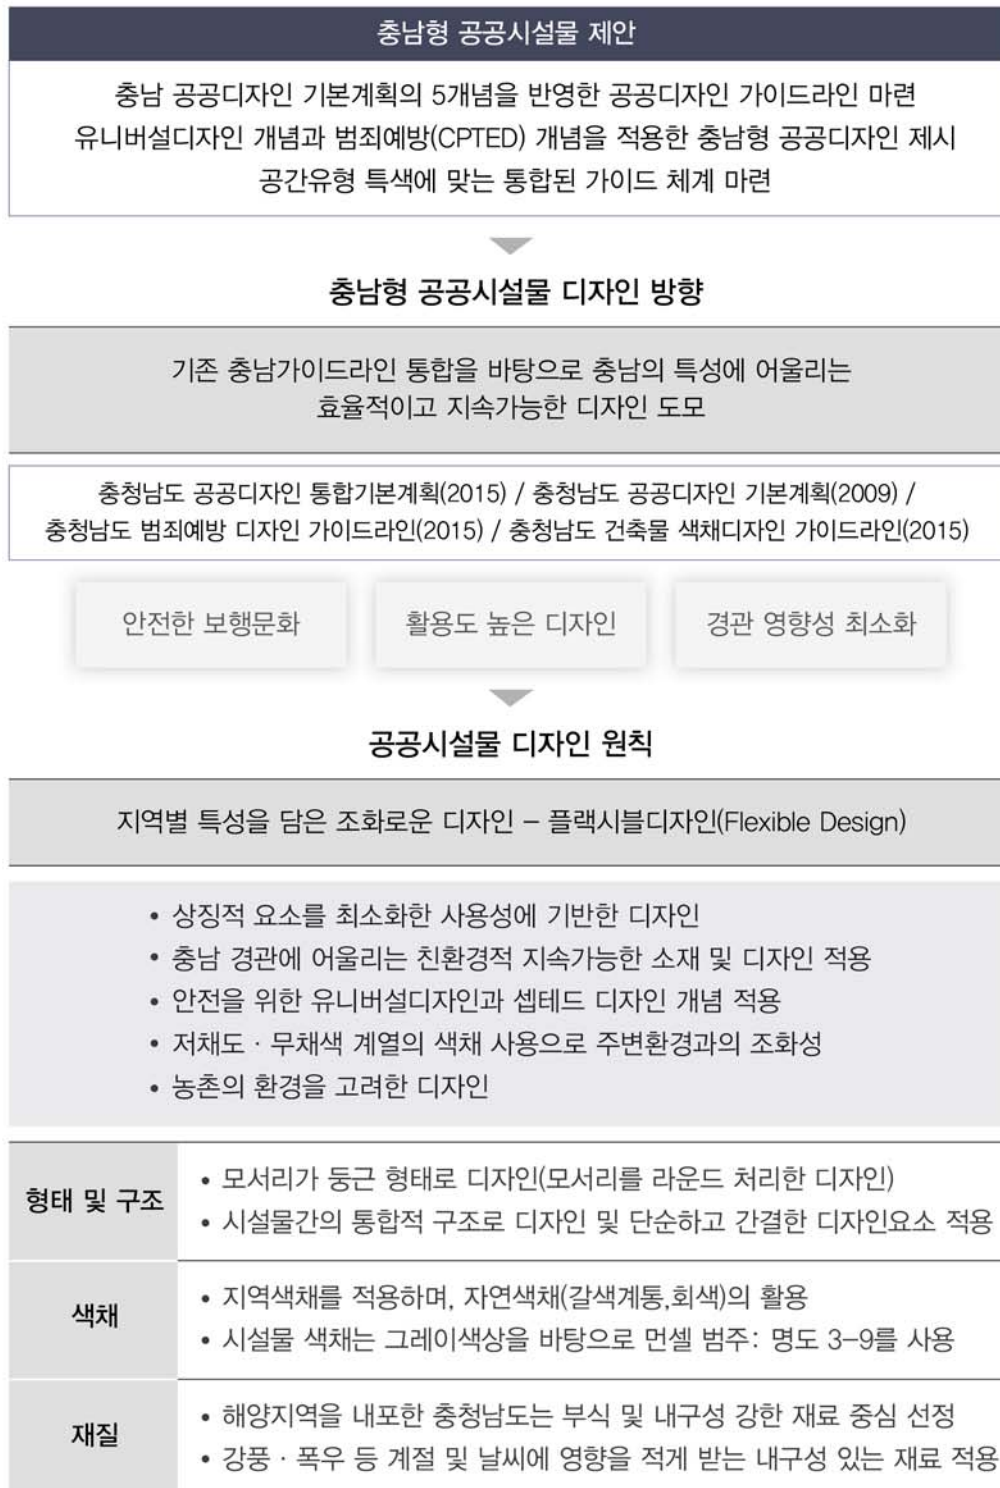 충남형 공공시설물 제안
충남 공공디자인 기본계획의 5개념을 반영한 공공디자인 가이드라인 마련
유니버설디자인 개념과 범죄예방(CPTED) 개념을 적용한 충남형 공공디자인 제시
공간유형 특색에 맞는 통합된 가이드 체계 마련
충남형 공공시설물 디자인 방향
기존 충남가이드라인 통합을 바탕으로 충남의 특성에 어울리는
효율적이고 지속가능한 디자인 도모
충청남도 공공디자인 통합기본계획(2015) / 충청남도 공공디자인 기본계획(2009) /
충청남도 범죄예방 디자인 가이드라인(2015) / 충청남도 건축물 색채디자인 가이드라인(2015)
안전한 보행문화
활용도 높은 디자인
경관 영향성 최소화
공공시설물 디자인 원칙
지역별 특성을 담은 조화로운 디자인 – 플랙시블디자인(Flexible Design)
• 상징적 요소를 최소화한 사용성에 기반한 디자인
• 충남 경관에 어울리는 친환경적 지속가능한 소재 및 디자인 적용
• 안전을 위한 유니버설디자인과 셉테드 디자인 개념 적용
• 저채도 · 무채색 계열의 색채 사용으로 주변환경과의 조화성
• 농촌의 환경을 고려한 디자인
형태 및 구조
• 모서리가 둥근 형태로 디자인(모서리를 라운드 처리한 디자인)
• 시설물간의 통합적 구조로 디자인 및 단순하고 간결한 디자인요소 적용
색채
• 지역색채를 적용하며, 자연색채(갈색계통,회색)의 활용
• 시설물 색채는 그레이색상을 바탕으로 먼셀 범주: 명도 3–9를 사용
재질
• 해양지역을 내포한 충청남도는 부식 및 내구성 강한 재료 중심 선정
• 강풍 · 폭우 등 계절 및 날씨에 영향을 적게 받는 내구성 있는 재료 적용